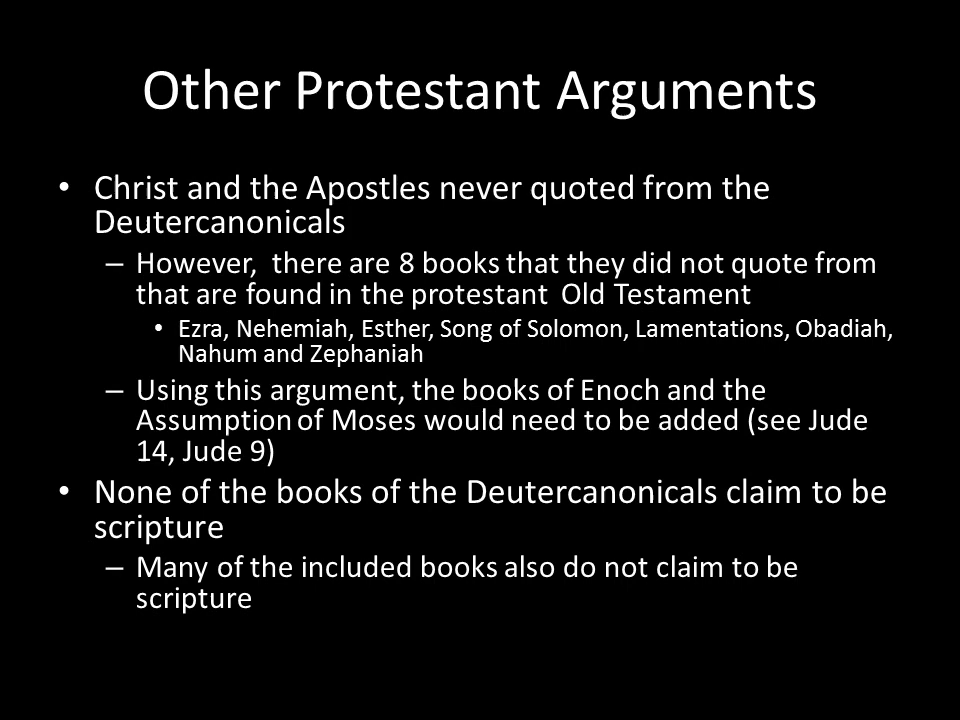 Other Protestant Arguments
• Christ and the Apostles never quoted from the
Deutercanonicals
– However, there are 8 books that they did not quote from
that are found in the protestant Old Testament
• Ezra, Nehemiah, Esther, Song of Solomon, Lamentations, Obadiah,
Nahum and Zephaniah
– Using this argument, the books of Enoch and the
Assumption of Moses would need to be added (see Jude
14, Jude 9)
• None of the books of the Deutercanonicals claim to be
scripture
– Many of the included books also do not claim to be
scripture